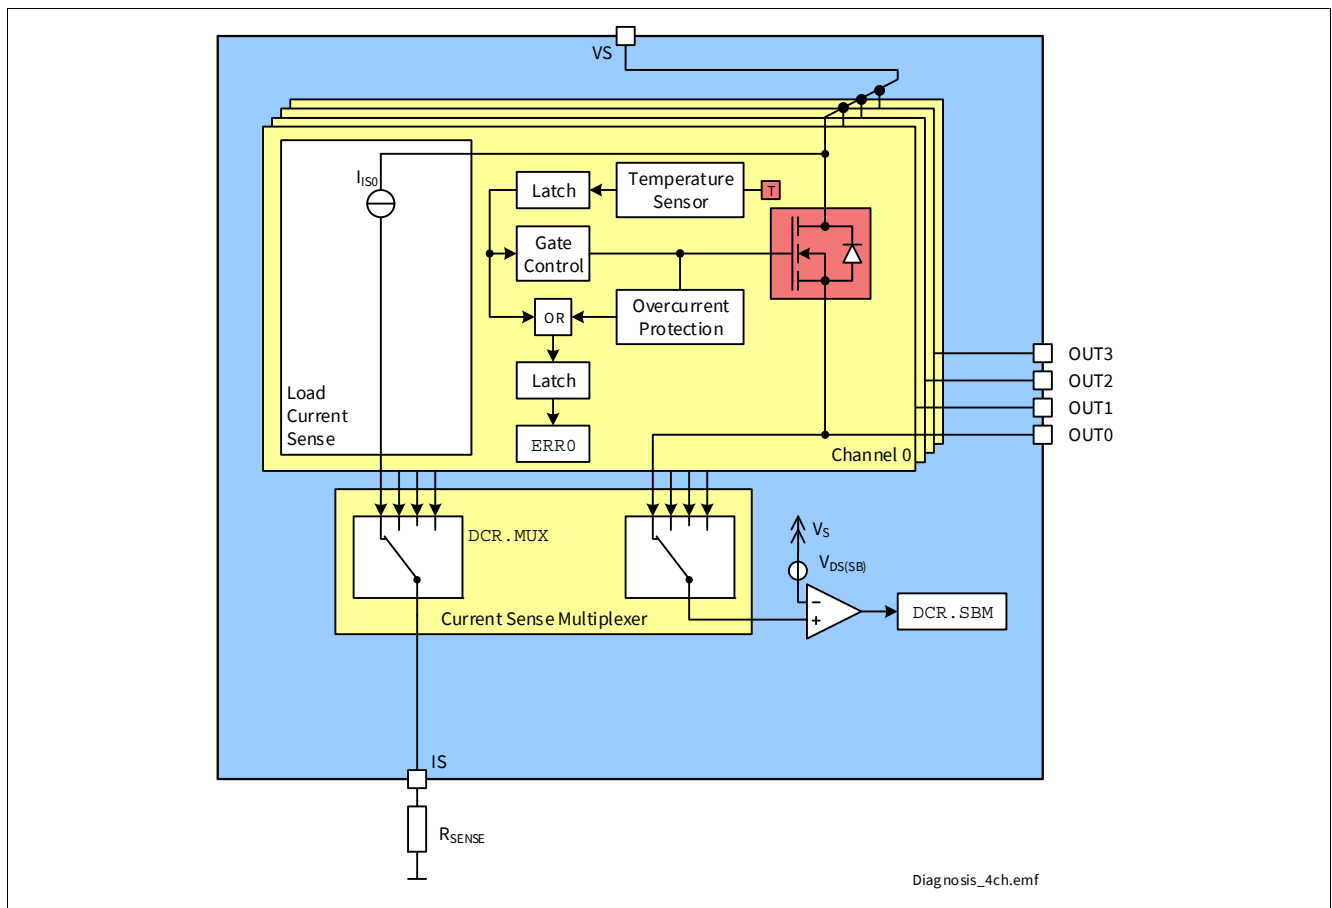 VS
IIS0
Latch
Temperature
Sensor
T
Gate
Control
OR
Overcurrent
Protection
Latch
ERR0
Load
Current
Sense
Channel 0
OUT3
OUT2
OUT1
OUT0
DCR.MUX
Current Sense Multiplexer
VS
VDS(SB)
−
+
DCR.SBM
IS
RSENSE
Diagnosis_4ch.emf